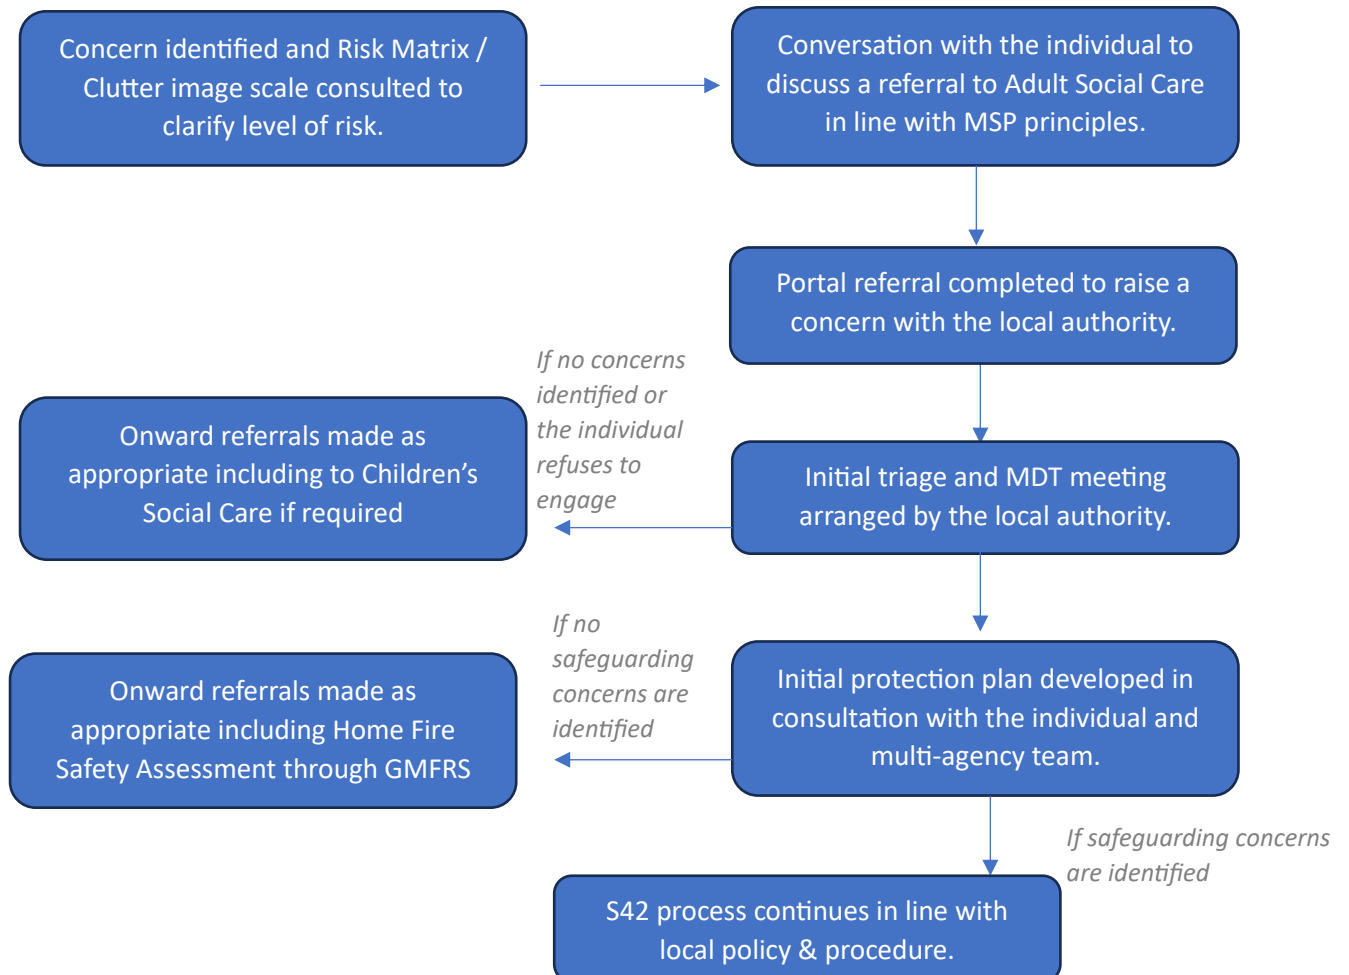 Concern identified and Risk Matrix /
Clutter image scale consulted to
clarify level of risk.
Conversation with the individual to
discuss a referral to Adult Social Care
in line with MSP principles.
Portal referral completed to raise a
concern with the local authority.
If no concerns
identified or
the individual
refuses to
engage
Onward referrals made as
appropriate including to Children’s
Social Care if required
Initial triage and MDT meeting
arranged by the local authority.
If no
safeguarding
concerns are
identified
Onward referrals made as
appropriate including Home Fire
Safety Assessment through GMFRS
Initial protection plan developed in
consultation with the individual and
multi-agency team.
If safeguarding concerns
are identified
S42 process continues in line with
local policy & procedure.